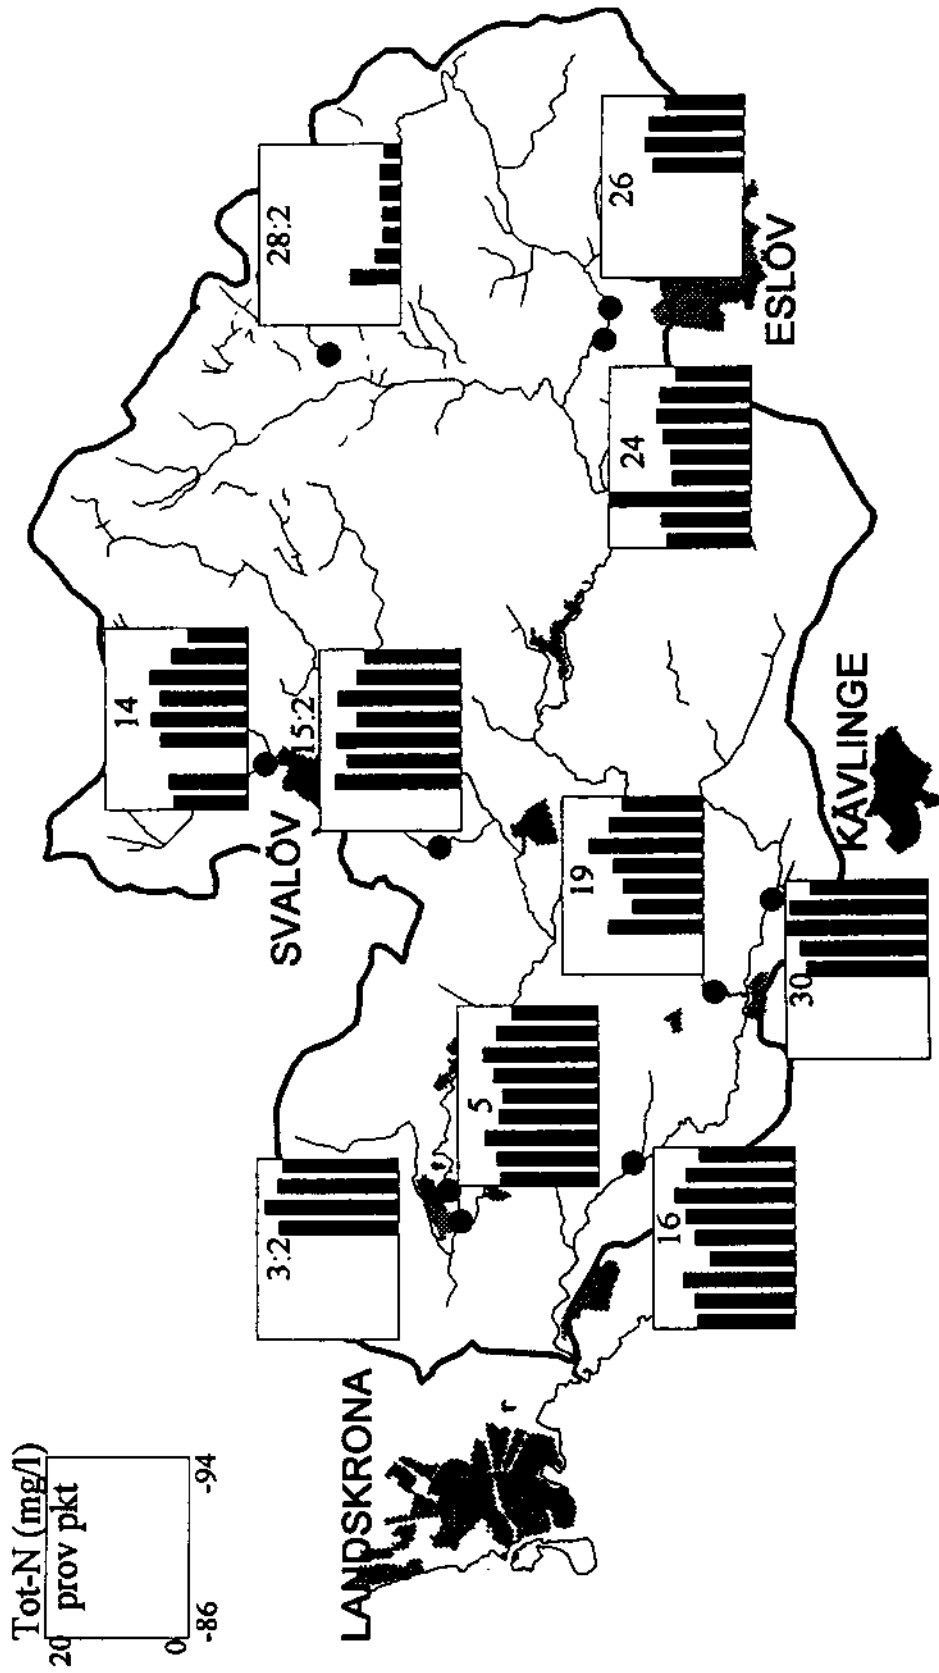 Tot-N (mg/l)
20
prov pkt
0
-86
-94
28:2
14
15:2
SVALÖV
26
ESLÖV
24
3:2
5
19
KÄVLINGE
30
16
LANDSKRONA
r